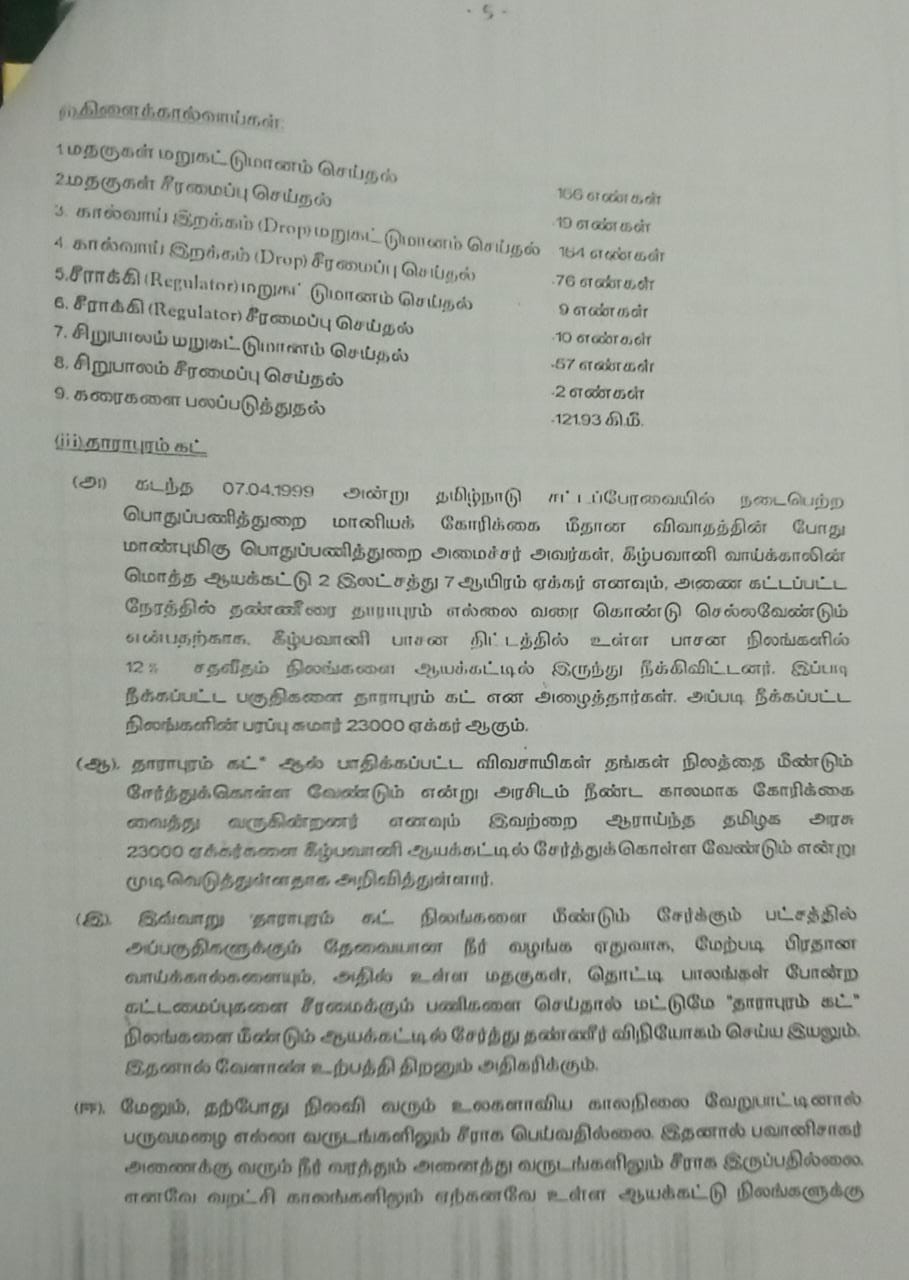 - 5 -
கிளைக்கால்வாய்கள்:
1.மதகுகள் மறுகட்டுமானம் செய்தல் 166 எண்கள்
2.மதகுகள் சீரமைப்பு செய்தல் -19 எண்கள்
3. கால்வாய் இறக்கம் (Drop) மறுகட்டுமானம் செய்தல் 154 எண்கள்
4. கால்வாய் இறக்கம் (Drop) சீரமைப்பு செய்தல் -76 எண்கள்
5.சீராக்கி (Regulator) மறுகட்டுமானம் செய்தல் 9 எண்கள்
6. சீராக்கி (Regulator) சீரமைப்பு செய்தல் -10 எண்கள்
7. சிறுபாலம் மறுகட்டுமானம் செய்தல் -57 எண்கள்
8. சிறுபாலம் சீரமைப்பு செய்தல் -2 எண்கள்
9. கரைகளை பலப்படுத்துதல் -121.93 கி.மீ.
(iii) தாராபுரம் கட்
(அ) கடந்த 07.04.1999 அன்று தமிழ்நாடு சட்டப்பேரவையில் நடைபெற்ற
பொதுப்பணித்துறை மானியக் கோரிக்கை மீதான விவாதத்தின் போது
மாண்புமிகு பொதுப்பணித்துறை அமைச்சர் அவர்கள், கீழ்பவானி வாய்க்காலின்
மொத்த ஆயக்கட்டு 2 இலட்சத்து 7 ஆயிரம் ஏக்கர் எனவும், அணை கட்டப்பட்ட
நேரத்தில் தண்ணீரை தாராபுரம் எல்லை வரை கொண்டு செல்லவேண்டும்
என்பதற்காக, கீழ்பவானி பாசன திட்டத்தில் உள்ள பாசன நிலங்களில்
12 % சதவீதம் நிலங்களை ஆயக்கட்டில் இருந்து நீக்கிவிட்டனர். இப்படி
நீக்கப்பட்ட பகுதிகளை தாராபுரம் கட் என அழைத்தார்கள். அப்படி நீக்கப்பட்ட
நிலங்களின் பரப்பு சுமார் 23000 ஏக்கர் ஆகும்.
(ஆ). தாராபுரம் கட்" ஆல் பாதிக்கப்பட்ட விவசாயிகள் தங்கள் நிலத்தை மீண்டும்
சேர்த்துக்கொள்ள வேண்டும் என்று அரசிடம் நீண்ட காலமாக கோரிக்கை
வைத்து வருகின்றனர் எனவும் இவற்றை ஆராய்ந்த தமிழக அரசு
23000 ஏக்கர்களை கீழ்பவானி ஆயக்கட்டில் சேர்த்துக்கொள்ள வேண்டும் என்று
முடிவெடுத்துள்ளதாக அறிவித்துள்ளார்.
(இ). இவ்வாறு 'தாராபுரம் கட் நிலங்களை மீண்டும் சேர்க்கும் பட்சத்தில்
அப்பகுதிகளுக்கும் தேவையான நீர் வழங்க ஏதுவாக, மேற்படி பிரதான
வாய்க்கால்களையும், அதில் உள்ள மதகுகள், தொட்டி பாலங்கள் போன்ற
கட்டமைப்புகளை சீரமைக்கும் பணிகளை செய்தால் மட்டுமே "தாராபுரம் கட்"
நிலங்களை மீண்டும் ஆயக்கட்டில் சேர்த்து தண்ணீர் விநியோகம் செய்ய இயலும்.
இதனால் வேளாண் உற்பத்தி திறனும் அதிகரிக்கும்.
(ஈ). மேலும், தற்போது நிலவி வரும் உலகளாவிய காலநிலை வேறுபாட்டினால்
பருவமழை எல்லா வருடங்களிலும் சீராக பெய்வதில்லை. இதனால் பவானிசாகர்
அணைக்கு வரும் நீர் வரத்தும் அனைத்து வருடங்களிலும் சீராக இருப்பதில்லை.
எனவே வறட்சி காலங்களிலும் ஏற்கனவே உள்ள ஆயக்கட்டு நிலங்களுக்கு